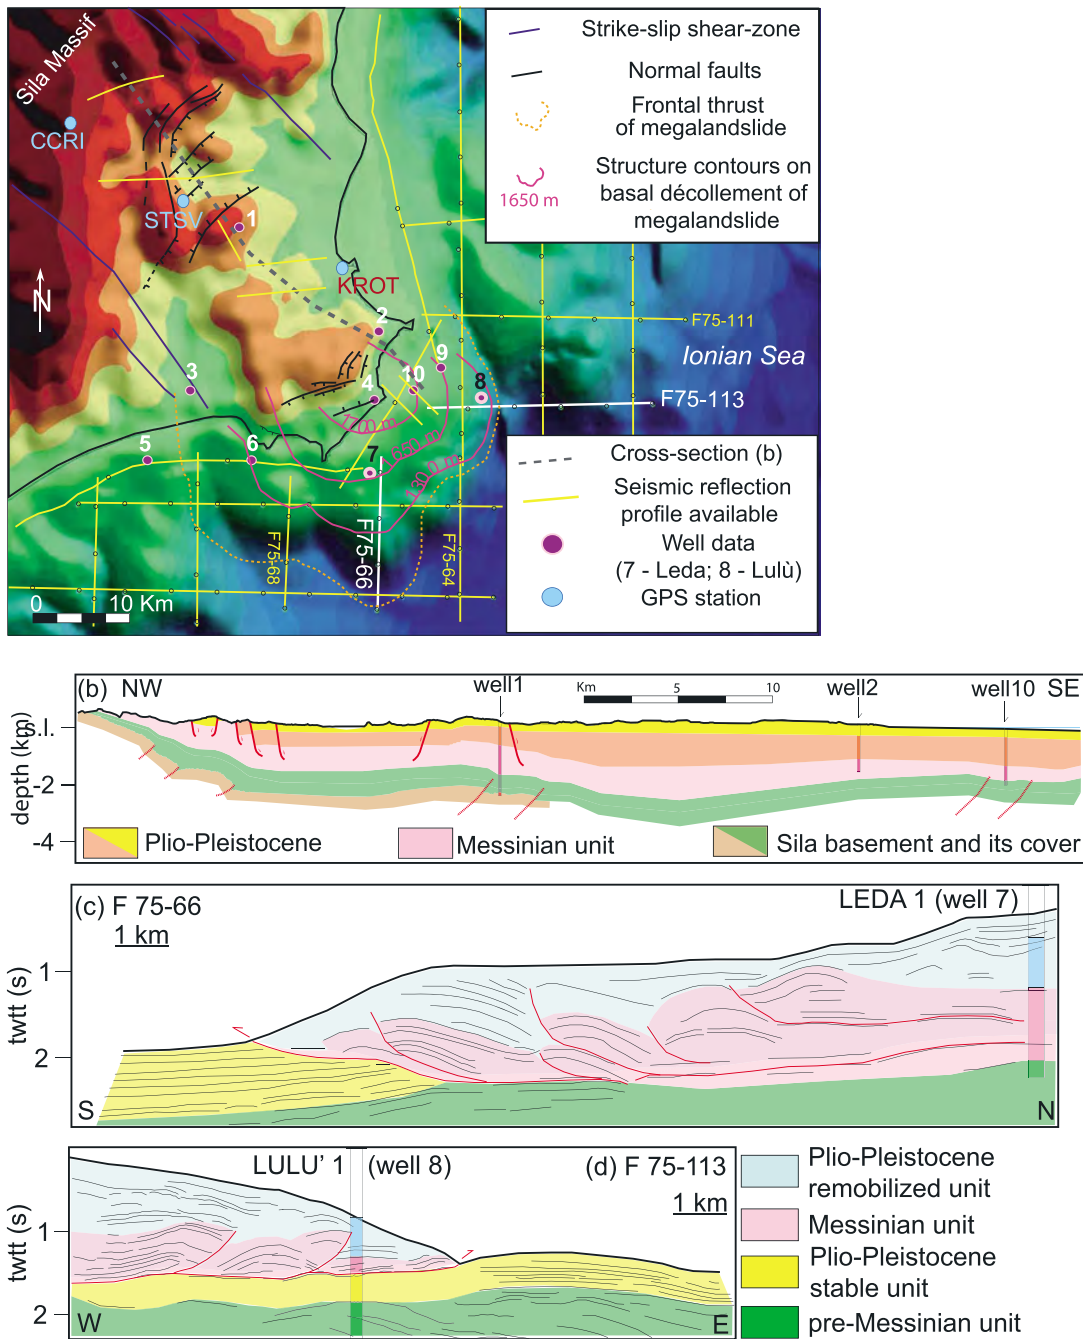 Sila Massif
CCRI
STSV
1
KROT
N
2
3
9
10
8
4
5
6
7
1700 m
1650 m
1300 m
F75-111
Ionian Sea
F75-113
F75-68
F75-66
F75-64
0 10 Km
Strike-slip shear-zone
Normal faults
Frontal thrust
of megalandslide
Structure contours on
basal décollement of
megalandslide
1650 m
Cross-section (b)
Seismic reflection
profile available
Well data
(7 - Leda; 8 - Lulù)
GPS station
(b) NW
well1
Km 5 10
well2
well10 SE
depth (km)
s.l.
-2
-4
Plio-Pleistocene
Messinian unit
Sila basement and its cover
(c) F 75-66
1 km
LEDA 1 (well 7)
twtt (s)
1
2
S
N
LULU' 1 (well 8)
(d) F 75-113
1 km
twtt (s)
1
2
W
E
Plio-Pleistocene
remobilized unit
Messinian unit
Plio-Pleistocene
stable unit
pre-Messinian unit